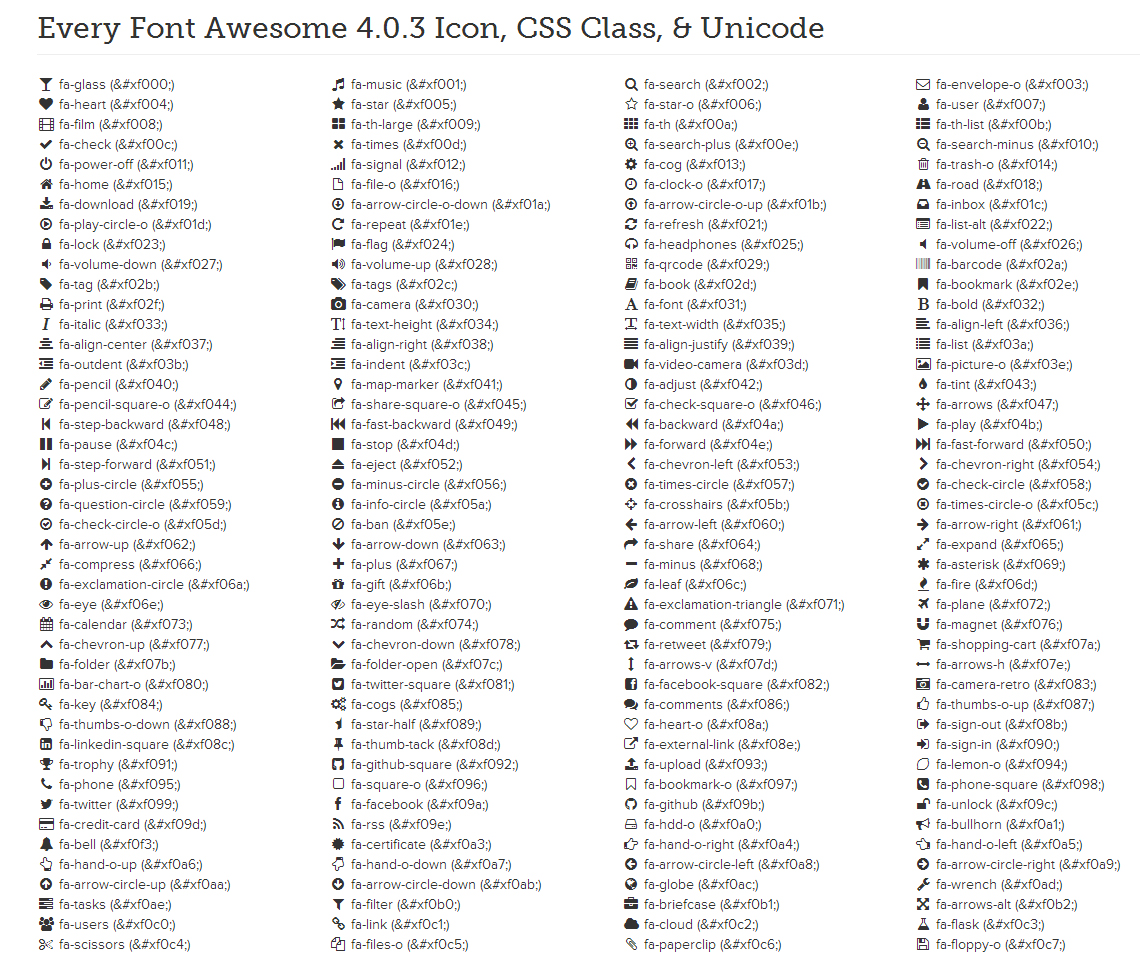 Every Font Awesome 4.0.3 Icon, CSS Class, & Unicode
fa-glass (&#xf000;) fa-music (&#xf001;) fa-search (&#xf002;) fa-envelope-o (&#xf003;)
fa-heart (&#xf004;) fa-star (&#xf005;) fa-star-o (&#xf006;) fa-user (&#xf007;)
fa-film (&#xf008;) fa-th-large (&#xf009;) fa-th (&#xf00a;) fa-th-list (&#xf00b;)
fa-check (&#xf00c;) fa-times (&#xf00d;) fa-search-plus (&#xf00e;) fa-search-minus (&#xf010;)
fa-power-off (&#xf011;) fa-signal (&#xf012;) fa-cog (&#xf013;) fa-trash-o (&#xf014;)
fa-home (&#xf015;) fa-file-o (&#xf016;) fa-clock-o (&#xf017;) fa-road (&#xf018;)
fa-download (&#xf019;) fa-arrow-circle-o-down (&#xf01a;) fa-arrow-circle-o-up (&#xf01b;) fa-inbox (&#xf01c;)
fa-play-circle-o (&#xf01d;) fa-repeat (&#xf01e;) fa-refresh (&#xf021;) fa-list-alt (&#xf022;)
fa-lock (&#xf023;) fa-flag (&#xf024;) fa-headphones (&#xf025;) fa-volume-off (&#xf026;)
fa-volume-down (&#xf027;) fa-volume-up (&#xf028;) fa-qrcode (&#xf029;) fa-barcode (&#xf02a;)
fa-tag (&#xf02b;) fa-tags (&#xf02c;) fa-book (&#xf02d;) fa-bookmark (&#xf02e;)
fa-print (&#xf02f;) fa-camera (&#xf030;) fa-font (&#xf031;) fa-bold (&#xf032;)
fa-italic (&#xf033;) fa-text-height (&#xf034;) fa-text-width (&#xf035;) fa-align-left (&#xf036;)
fa-align-center (&#xf037;) fa-align-right (&#xf038;) fa-align-justify (&#xf039;) fa-list (&#xf03a;)
fa-outdent (&#xf03b;) fa-indent (&#xf03c;) fa-video-camera (&#xf03d;) fa-picture-o (&#xf03e;)
fa-pencil (&#xf040;) fa-map-marker (&#xf041;) fa-adjust (&#xf042;) fa-tint (&#xf043;)
fa-pencil-square-o (&#xf044;) fa-share-square-o (&#xf045;) fa-check-square-o (&#xf046;) fa-arrows (&#xf047;)
fa-step-backward (&#xf048;) fa-fast-backward (&#xf049;) fa-backward (&#xf04a;) fa-play (&#xf04b;)
fa-pause (&#xf04c;) fa-stop (&#xf04d;) fa-forward (&#xf04e;) fa-fast-forward (&#xf050;)
fa-step-forward (&#xf051;) fa-eject (&#xf052;) fa-chevron-left (&#xf053;) fa-chevron-right (&#xf054;)
fa-plus-circle (&#xf055;) fa-minus-circle (&#xf056;) fa-times-circle (&#xf057;) fa-check-circle (&#xf058;)
fa-question-circle (&#xf059;) fa-info-circle (&#xf05a;) fa-crosshairs (&#xf05b;) fa-times-circle-o (&#xf05c;)
fa-check-circle-o (&#xf05d;) fa-ban (&#xf05e;) fa-arrow-left (&#xf060;) fa-arrow-right (&#xf061;)
fa-arrow-up (&#xf062;) fa-arrow-down (&#xf063;) fa-share (&#xf064;) fa-expand (&#xf065;)
fa-compress (&#xf066;) fa-plus (&#xf067;) fa-minus (&#xf068;) fa-asterisk (&#xf069;)
fa-exclamation-circle (&#xf06a;) fa-gift (&#xf06b;) fa-leaf (&#xf06c;) fa-fire (&#xf06d;)
fa-eye (&#xf06e;) fa-eye-slash (&#xf070;) fa-exclamation-triangle (&#xf071;) fa-plane (&#xf072;)
fa-calendar (&#xf073;) fa-random (&#xf074;) fa-comment (&#xf075;) fa-magnet (&#xf076;)
fa-chevron-up (&#xf077;) fa-chevron-down (&#xf078;) fa-retweet (&#xf079;) fa-shopping-cart (&#xf07a;)
fa-folder (&#xf07b;) fa-folder-open (&#xf07c;) fa-arrows-v (&#xf07d;) fa-arrows-h (&#xf07e;)
fa-bar-chart-o (&#xf080;) fa-twitter-square (&#xf081;) fa-facebook-square (&#xf082;) fa-camera-retro (&#xf083;)
fa-key (&#xf084;) fa-cogs (&#xf085;) fa-comments (&#xf086;) fa-thumbs-o-up (&#xf087;)
fa-thumbs-o-down (&#xf088;) fa-star-half (&#xf089;) fa-heart-o (&#xf08a;) fa-sign-out (&#xf08b;)
fa-linkedin-square (&#xf08c;) fa-thumb-tack (&#xf08d;) fa-external-link (&#xf08e;) fa-sign-in (&#xf090;)
fa-trophy (&#xf091;) fa-github-square (&#xf092;) fa-upload (&#xf093;) fa-lemon-o (&#xf094;)
fa-phone (&#xf095;) fa-square-o (&#xf096;) fa-bookmark-o (&#xf097;) fa-phone-square (&#xf098;)
fa-twitter (&#xf099;) fa-facebook (&#xf09a;) fa-github (&#xf09b;) fa-unlock (&#xf09c;)
fa-credit-card (&#xf09d;) fa-rss (&#xf09e;) fa-hdd-o (&#xf0a0;) fa-bullhorn (&#xf0a1;)
fa-bell (&#xf0f3;) fa-certificate (&#xf0a3;) fa-hand-o-right (&#xf0a4;) fa-hand-o-left (&#xf0a5;)
fa-hand-o-up (&#xf0a6;) fa-hand-o-down (&#xf0a7;) fa-arrow-circle-left (&#xf0a8;) fa-arrow-circle-right (&#xf0a9;)
fa-arrow-circle-up (&#xf0aa;) fa-arrow-circle-down (&#xf0ab;) fa-globe (&#xf0ac;) fa-wrench (&#xf0ad;)
fa-tasks (&#xf0ae;) fa-filter (&#xf0b0;) fa-briefcase (&#xf0b1;) fa-arrows-alt (&#xf0b2;)
fa-users (&#xf0c0;) fa-link (&#xf0c1;) fa-cloud (&#xf0c2;) fa-flask (&#xf0c3;)
fa-scissors (&#xf0c4;) fa-files-o (&#xf0c5;) fa-paperclip (&#xf0c6;) fa-floppy-o (&#xf0c7;)